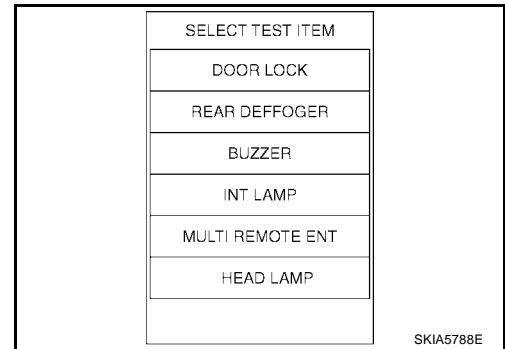 SELECT TEST ITEM
DOOR LOCK
REAR DEFFOGER
BUZZER
INT LAMP
MULTI REMOTE ENT
HEAD LAMP
SKIA5788E